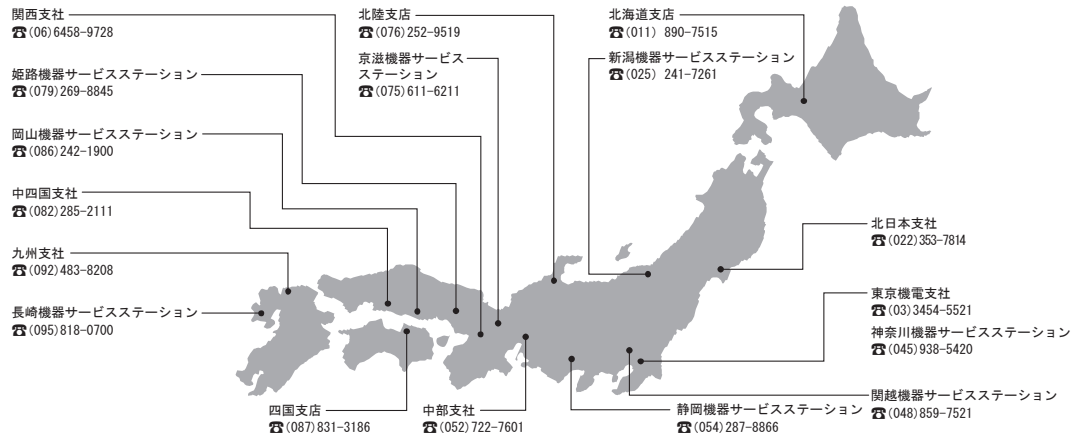 関西支社
☎(06)6458-9728
姫路機器サービスステーション
☎(079)269-8845
岡山機器サービスステーション
☎(086)242-1900
中四国支社
☎(082)285-2111
九州支社
☎(092)483-8208
長崎機器サービスステーション
☎(095)818-0700
北陸支店
☎(076)252-9519
京滋機器サービス
ステーション
☎(075)611-6211
北海道支店
☎(011) 890-7515
新潟機器サービスステーション
☎(025) 241-7261
北日本支社
☎(022)353-7814
東京機電支社
☎(03)3454-5521
神奈川機器サービスステーション
☎(045)938-5420
関越機器サービスステーション
☎(048)859-7521
静岡機器サービスステーション
☎(054)287-8866
中部支社
☎(052)722-7601
四国支店
☎(087)831-3186